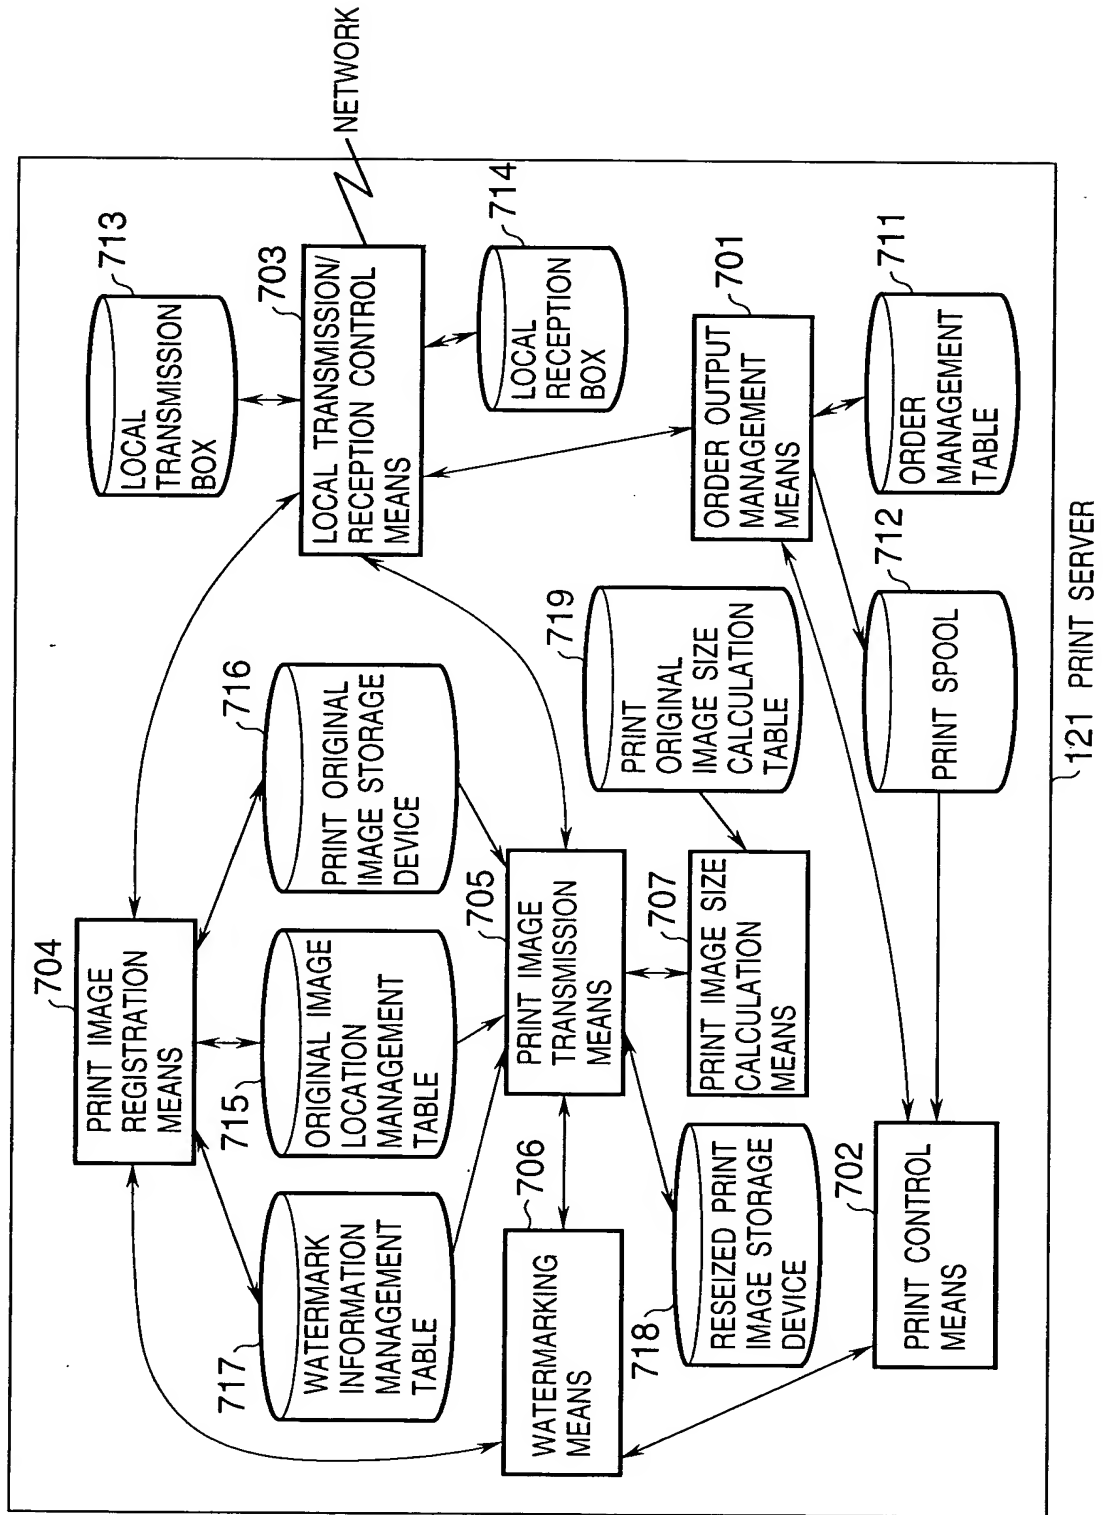 704
PRINT IMAGE
REGISTRATION
MEANS
713
LOCAL
TRANSMISSION
BOX
703
LOCAL TRANSMISSION/
RECEPTION CONTROL
MEANS
NETWORK
714
LOCAL
RECEPTION
BOX
717
WATERMARK
INFORMATION
MANAGEMENT
TABLE
715
ORIGINAL IMAGE
LOCATION
MANAGEMENT
TABLE
716
PRINT ORIGINAL
IMAGE STORAGE
DEVICE
706
WATERMARKING
MEANS
705
PRINT IMAGE
TRANSMISSION
MEANS
719
PRINT
ORIGINAL
IMAGE SIZE
CALCULATION
TABLE
718
RESEIZED PRINT
IMAGE STORAGE
DEVICE
707
PRINT IMAGE SIZE
CALCULATION
MEANS
701
ORDER OUTPUT
MANAGEMENT
MEANS
702
PRINT CONTROL
MEANS
712
PRINT SPOOL
711
ORDER
MANAGEMENT
TABLE
121 PRINT SERVER